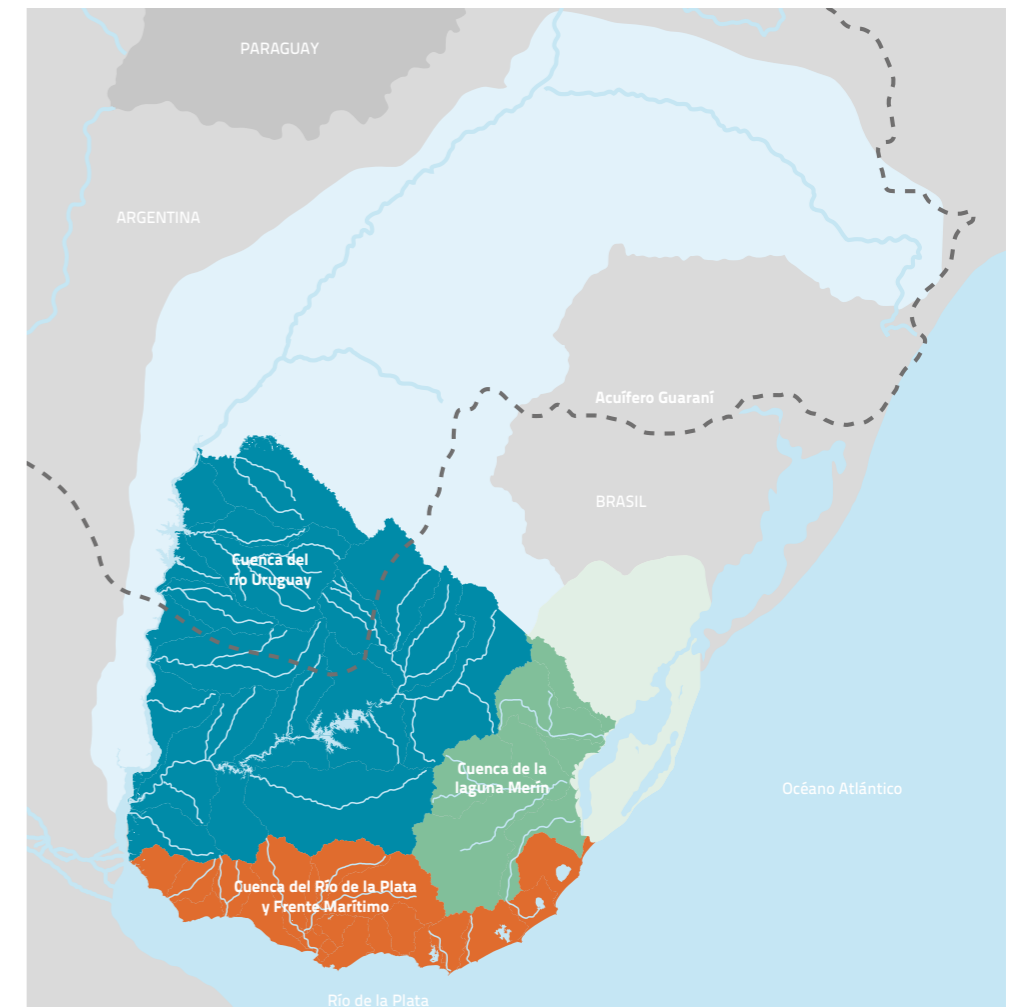 PARAGUAY
ARGENTINA
Acuífero Guaraní
BRASIL
Cuenca del
río Uruguay
Cuenca de la
laguna Merín
Océano Atlántico
Cuenca del Río de la Plata
y Frente Marítimo
Río de la Plata